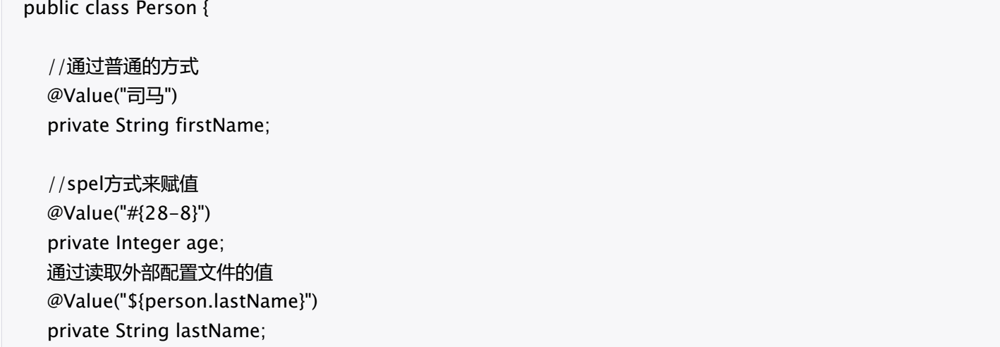 public class Person {
//通过普通的方式
@Value("司马")
private String firstName;
//spel方式来赋值
@Value("#{28-8}")
private Integer age;
通过读取外部配置文件的值
@Value("${person.lastName}")
private String lastName;